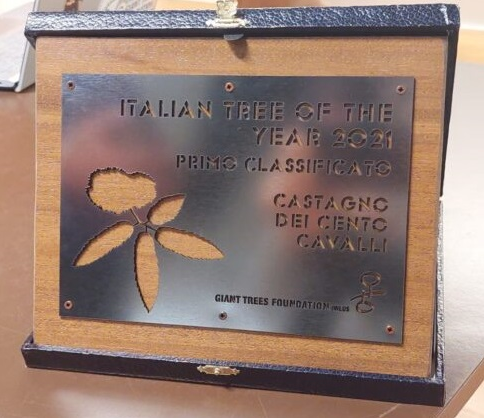 ITALIAN TREE OF THE
YEAR 2021
PRIMO CLASSIFICATO
CASTAGNO
DEI CENTO
CAVALLI
GIANT TREES FOUNDATION ONLUS